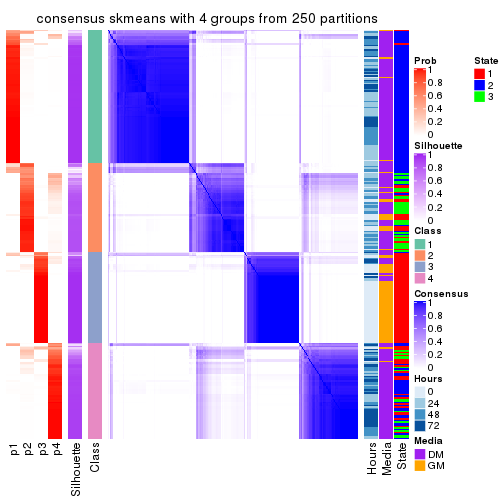 consensus skmeans with 4 groups from 250 partitions
Prob
1
0.8
0.6
0.4
0.2
0
State
1
2
3
Silhouette
1
0.8
0.6
0.4
0.2
0
Class
1
2
3
4
Consensus
1
0.8
0.6
0.4
0.2
0
Hours
0
24
48
72
Media
DM
GM
p1
p2
p3
p4
Silhouette
Class
Hours
Media
State